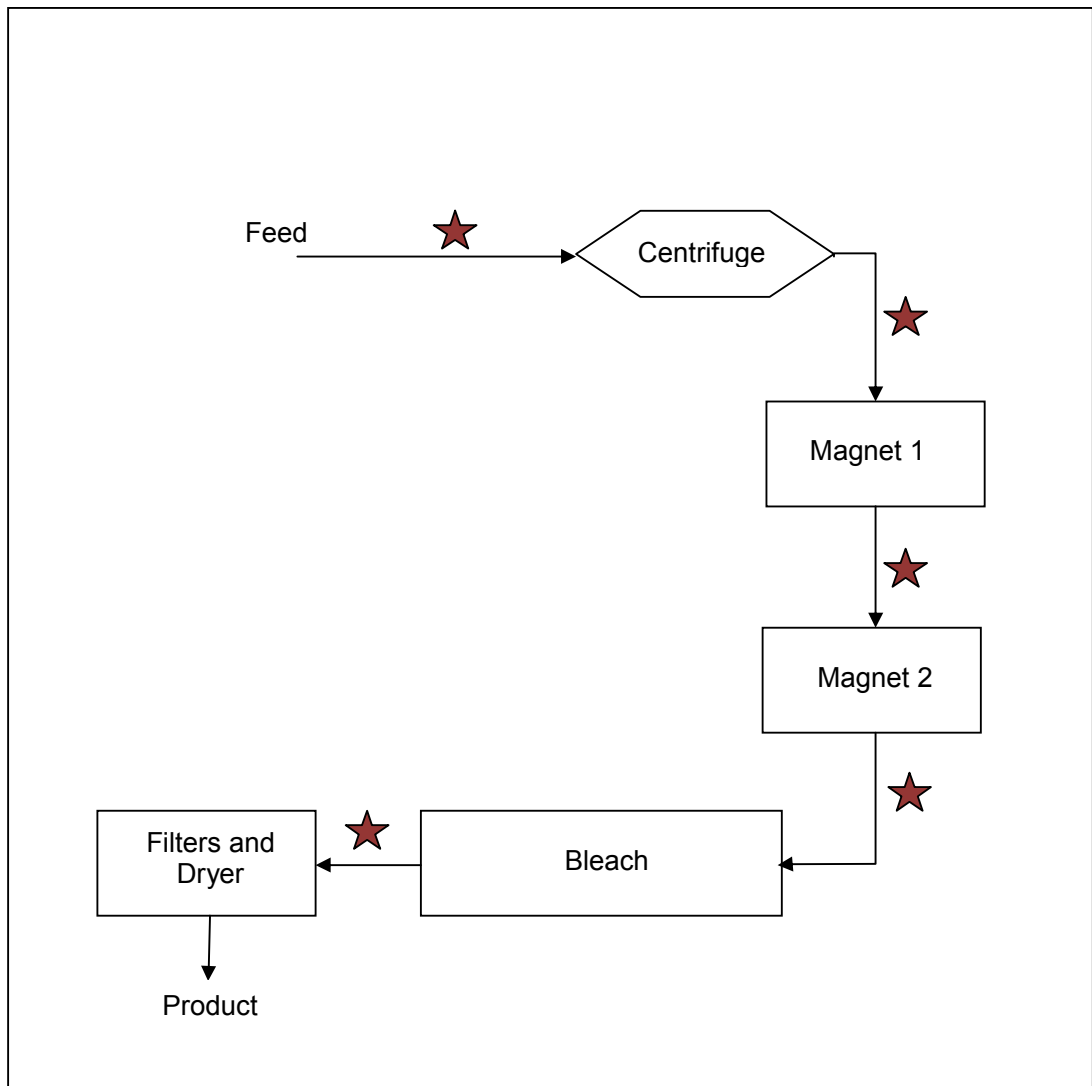 Feed
Centrifuge
Magnet 1
Magnet 2
Bleach
Filters and
Dryer
Product